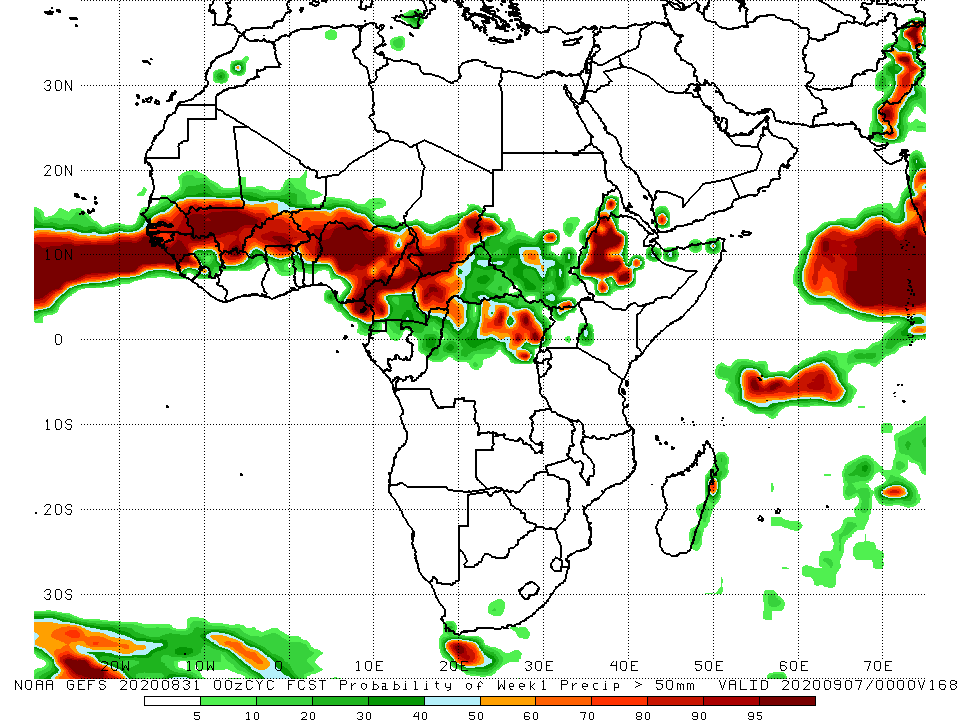 30N
20N
10N
0
10S
20S
30S
20W 10W 0 10E 20E 30E 40E 50E 60E 70E
NOAA GEFS 20200831 00zCYC FCST Probability of Week1 Precip > 50mm VALID 20200907/0000V168
5 10 20 30 40 50 60 70 80 90 95